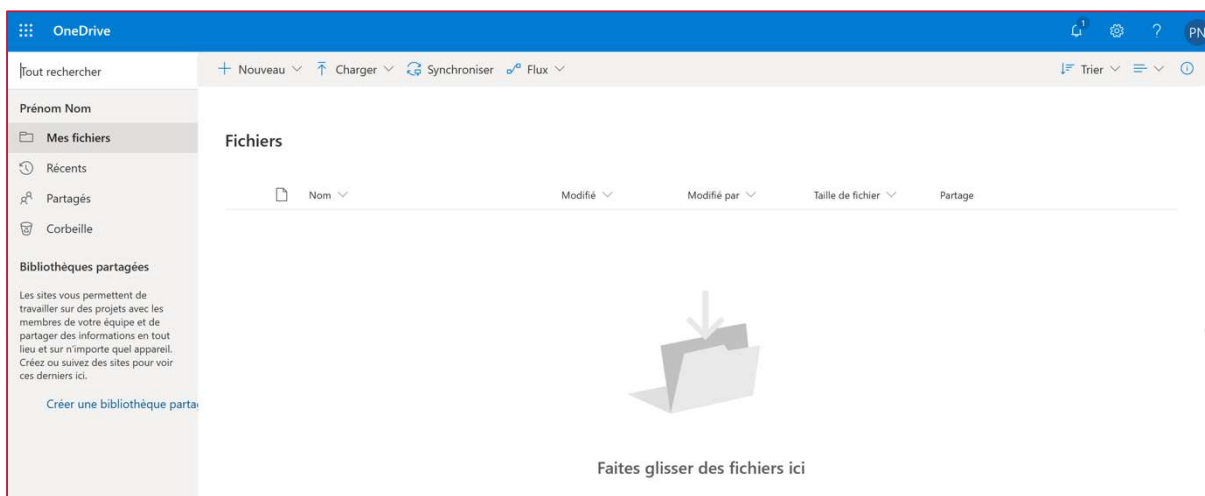 OneDrive
1
?
PN
Tout rechercher
+ Nouveau
Charger
Synchroniser
Flux
Trier
Prénom Nom
Mes fichiers
Récents
Partagés
Corbeille
Bibliothèques partagées
Les sites vous permettent de
travailler sur des projets avec les
membres de votre équipe et de
partager des informations en tout
lieu et sur n'importe quel appareil.
Créez ou suivez des sites pour voir
ces derniers ici.
Créer une bibliothèque parta
Fichiers
Nom
Modifié
Modifié par
Taille de fichier
Partage
Faites glisser des fichiers ici